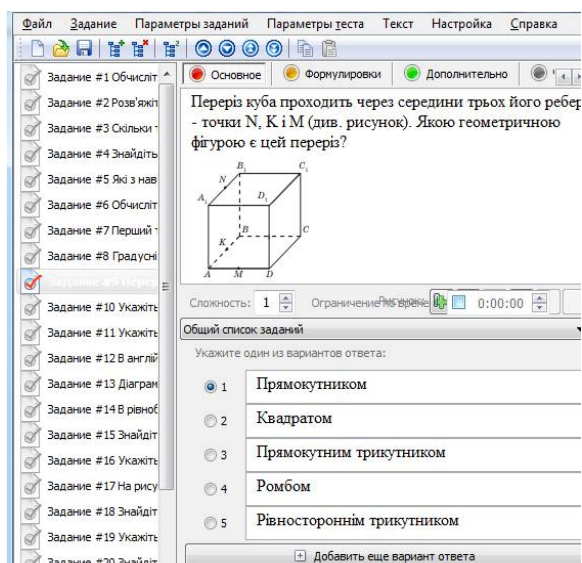 Файл Задание Параметры заданий Параметры теста Текст Настройка Справка
Задание #1 Обчисліт
Задание #2 Розв'яжіт
Задание #3 Скільки т
Задание #4 Знайдіть
Задание #5 Які з нав
Задание #6 Обчисліт
Задание #7 Перший т
Задание #8 Градусні
Задание #9 Перер
Задание #10 Укажіть
Задание #11 Укажіть
Задание #12 В англій
Задание #13 Діаграм
Задание #14 В рівноб
Задание #15 Знайдіт
Задание #16 Укажіть
Задание #17 На рису
Задание #18 Знайдіт
Задание #19 Укажіть
Задание #20 Знайдіт
Основное Формулировки Дополнительно
Переріз куба проходить через середини трьох його ребер
- точки N, K і M (див. рисунок). Якою геометричною
фігурою є цей переріз?
B₁ C₁
N
A₁ D₁
B C
K
A M D
Сложность: 1 Ограничение по време 0:00:00
Общий список заданий
Укажите один из вариантов ответа:
1 Прямокутником
2 Квадратом
3 Прямокутним трикутником
4 Ромбом
5 Рівностороннім трикутником
Добавить еще вариант ответа